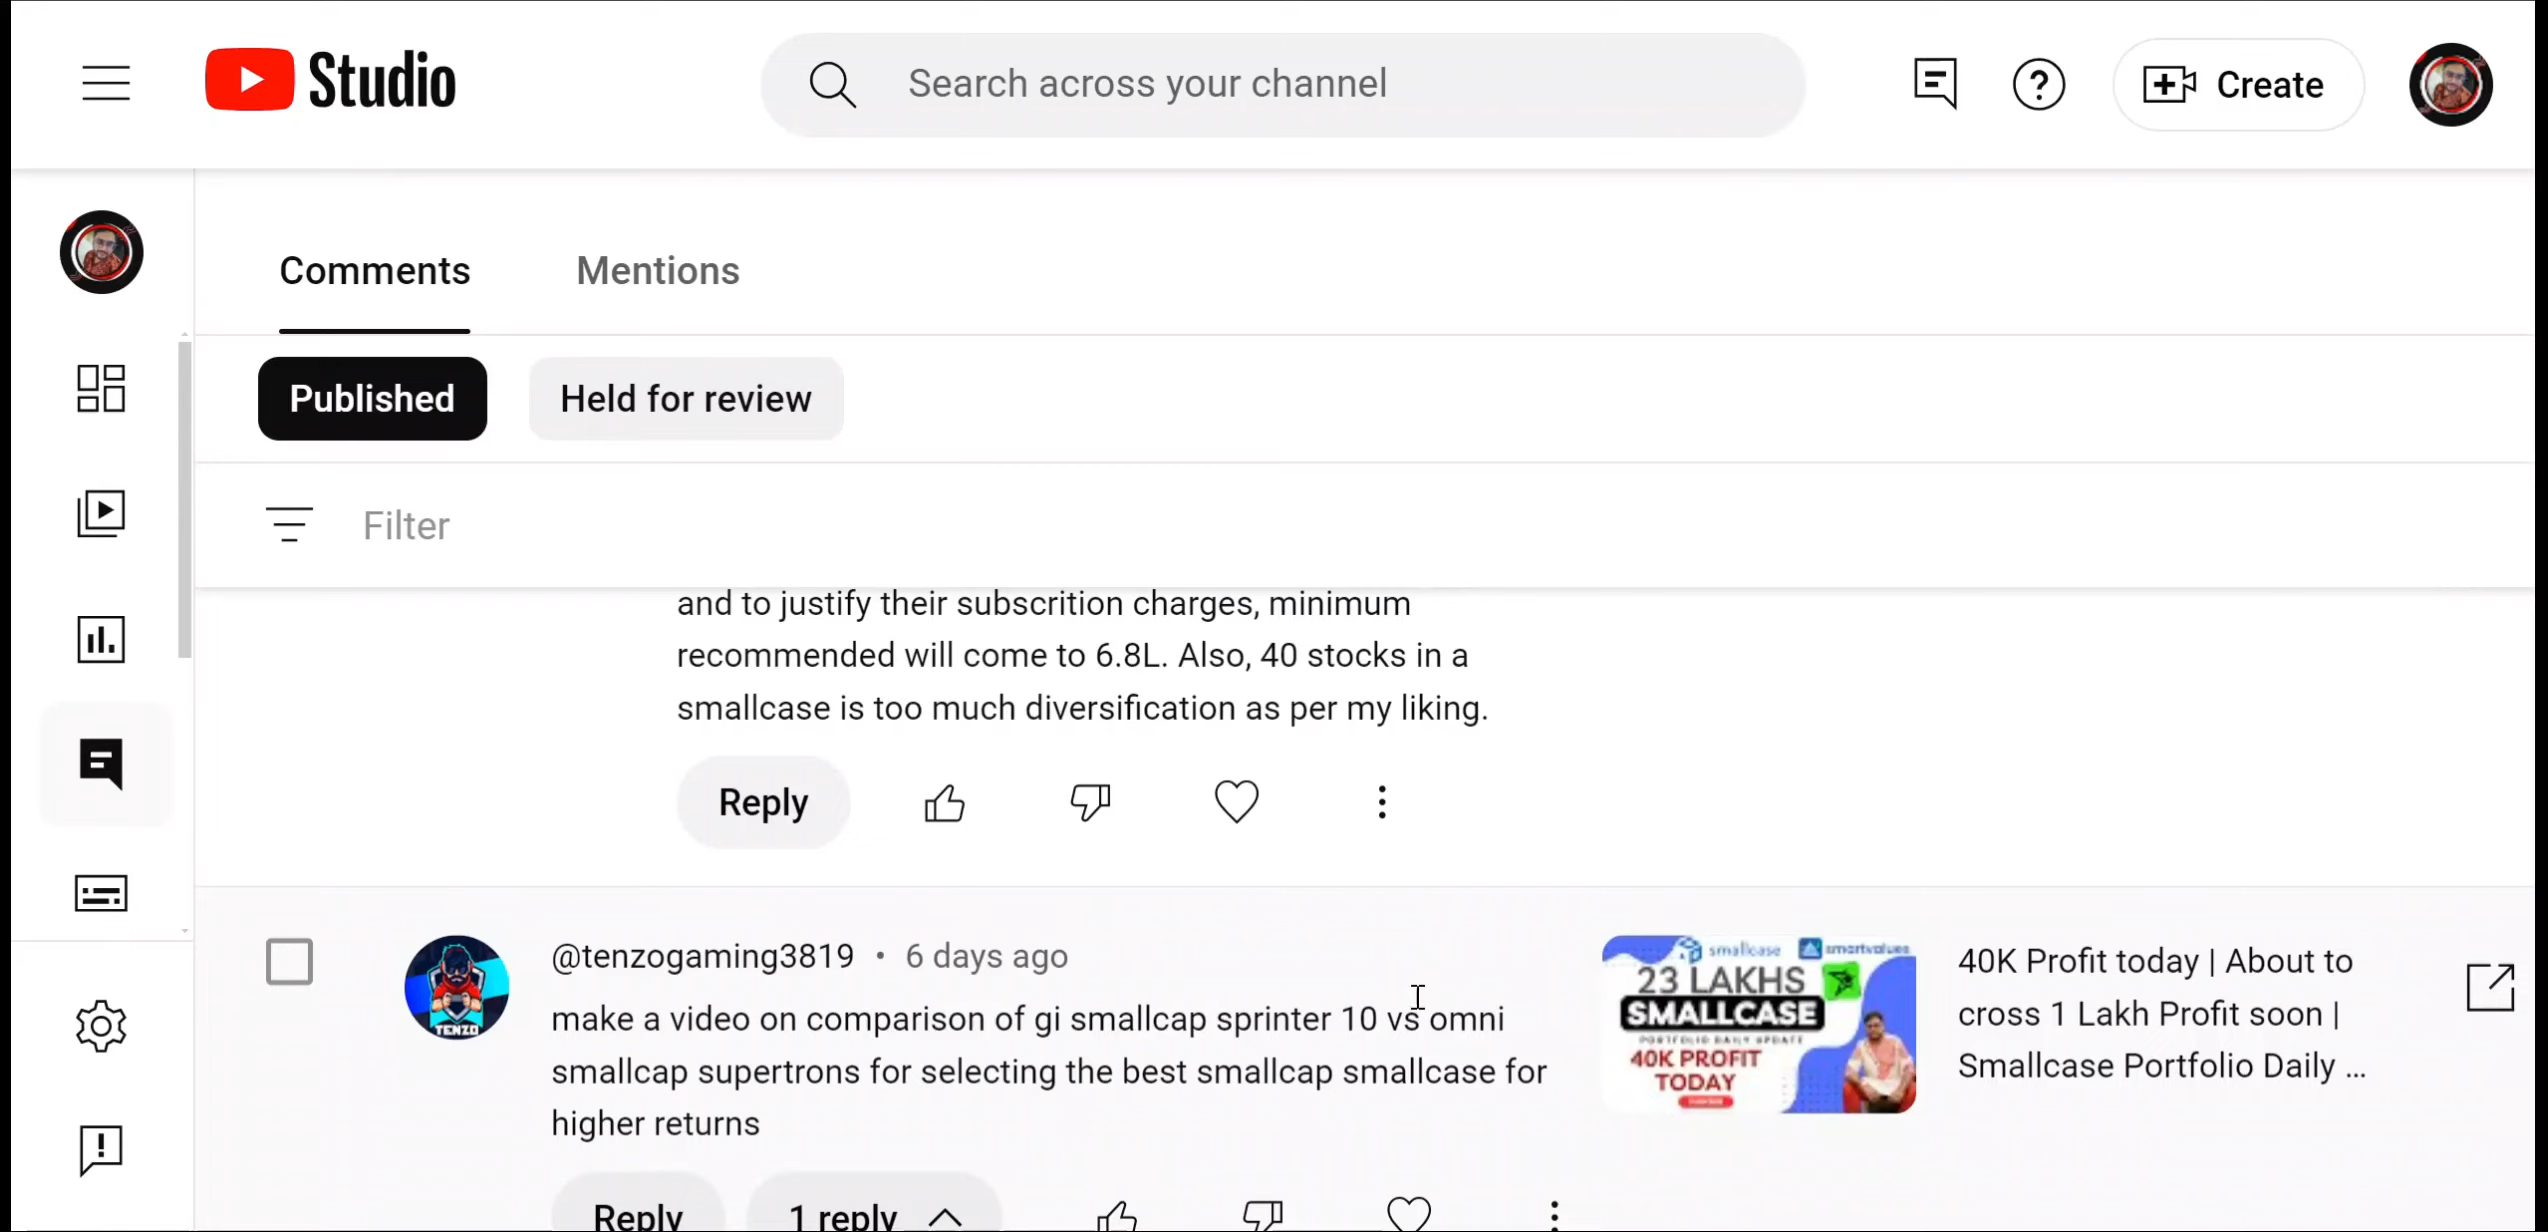 Studio
Search across your channel
Create
Comments
Mentions
Published
Held for review
Filter
and to justify their subscrition charges, minimum
recommended will come to 6.8L. Also, 40 stocks in a
smallcase is too much diversification as per my liking.
Reply
@tenzogaming3819 • 6 days ago
make a video on comparison of gi smallcap sprinter 10 vs omni
smallcap supertrons for selecting the best smallcap smallcase for
higher returns
TENZO
smallcase smartvalues
23 LAKHS
SMALLCASE
PORTFOLIO DAILY UPDATE
40K PROFIT
TODAY
40K Profit today | About to
cross 1 Lakh Profit soon |
Smallcase Portfolio Daily ...
Reply
1 reply